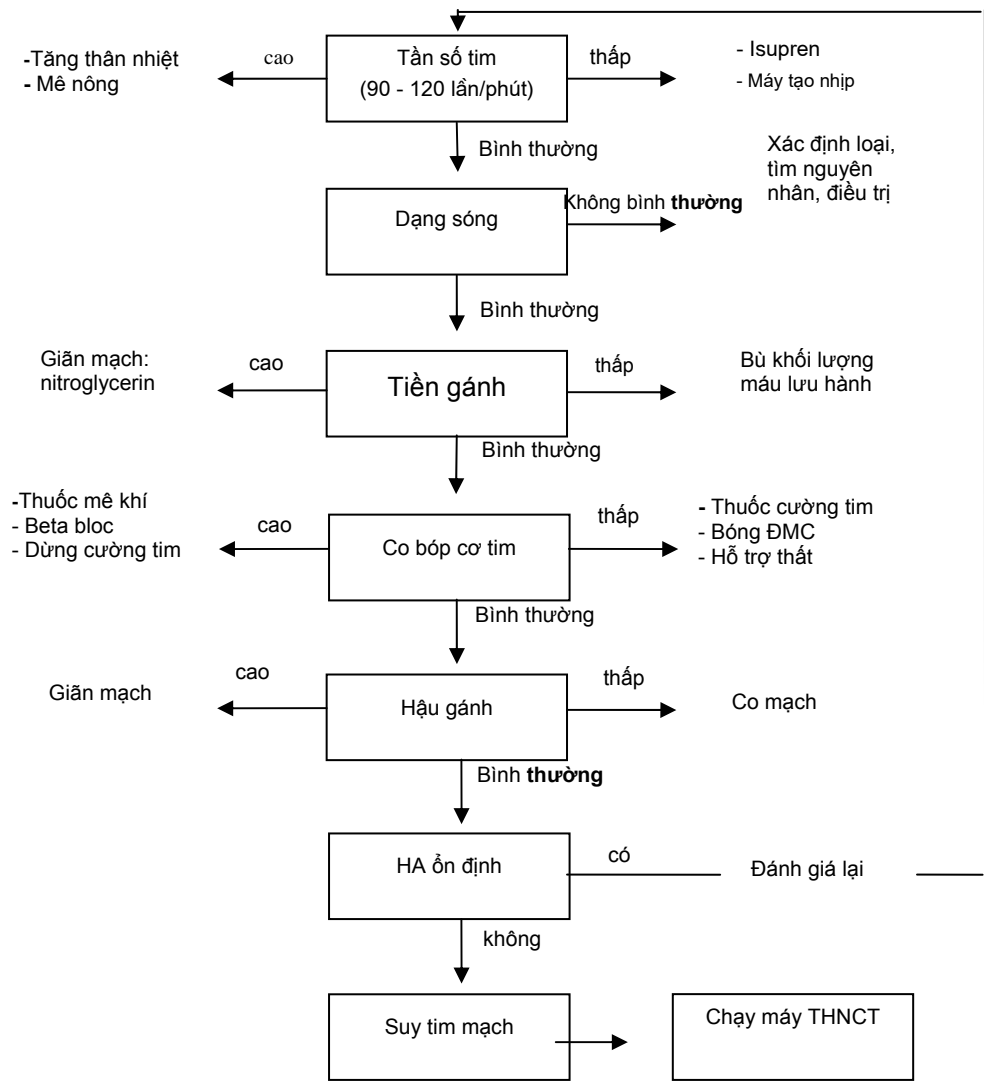 -Tăng thân nhiệt
- Mê nông
cao
Tần số tim
(90 - 120 lần/phút)
thấp
- Isupren
- Máy tạo nhịp
Bình thường
Xác định loại,
tìm nguyên
nhân, điều trị
Dạng sóng
Không bình thường
Bình thường
Giãn mạch:
nitroglycerin
cao
Tiền gánh
thấp
Bù khối lượng
máu lưu hành
Bình thường
-Thuốc mê khí
- Beta bloc
- Dừng cường tim
cao
Co bóp cơ tim
thấp
- Thuốc cường tim
- Bóng ĐMC
- Hỗ trợ thất
Bình thường
Giãn mạch
cao
Hậu gánh
thấp
Co mạch
Bình thường
HA ổn định
có
Đánh giá lại
không
Suy tim mạch
Chạy máy THNCT